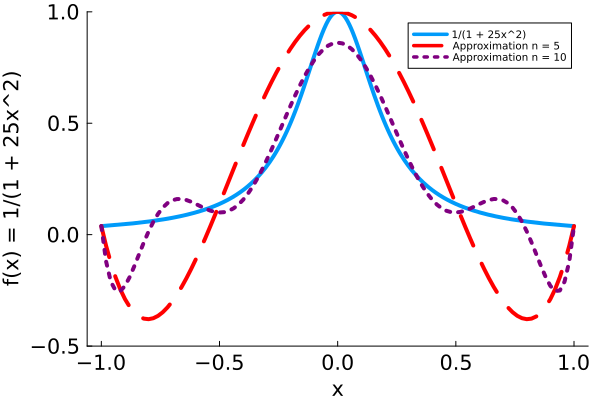 1.0
0.5
0.0
−0.5
−1.0
−0.5
0.0
0.5
1.0
x
f(x) = 1/(1 + 25x^2)
1/(1 + 25x^2)
Approximation n = 5
Approximation n = 10